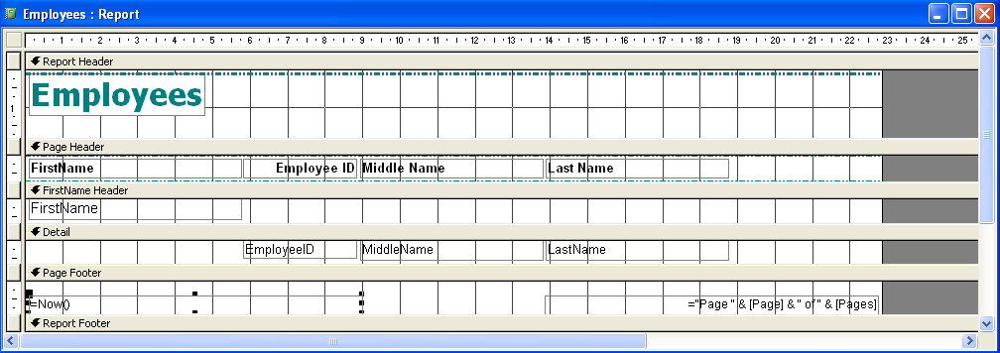 Employees : Report
1 2 3 4 5 6 7 8 9 10 11 12 13 14 15 16 17 18 19 20 21 22 23 24 25
Report Header
1
Employees
Page Header
FirstName Employee ID Middle Name Last Name
FirstName Header
FirstName
Detail
EmployeeID MiddleName LastName
Page Footer
=Now() ="Page " & [Page] & " of " & [Pages]
Report Footer